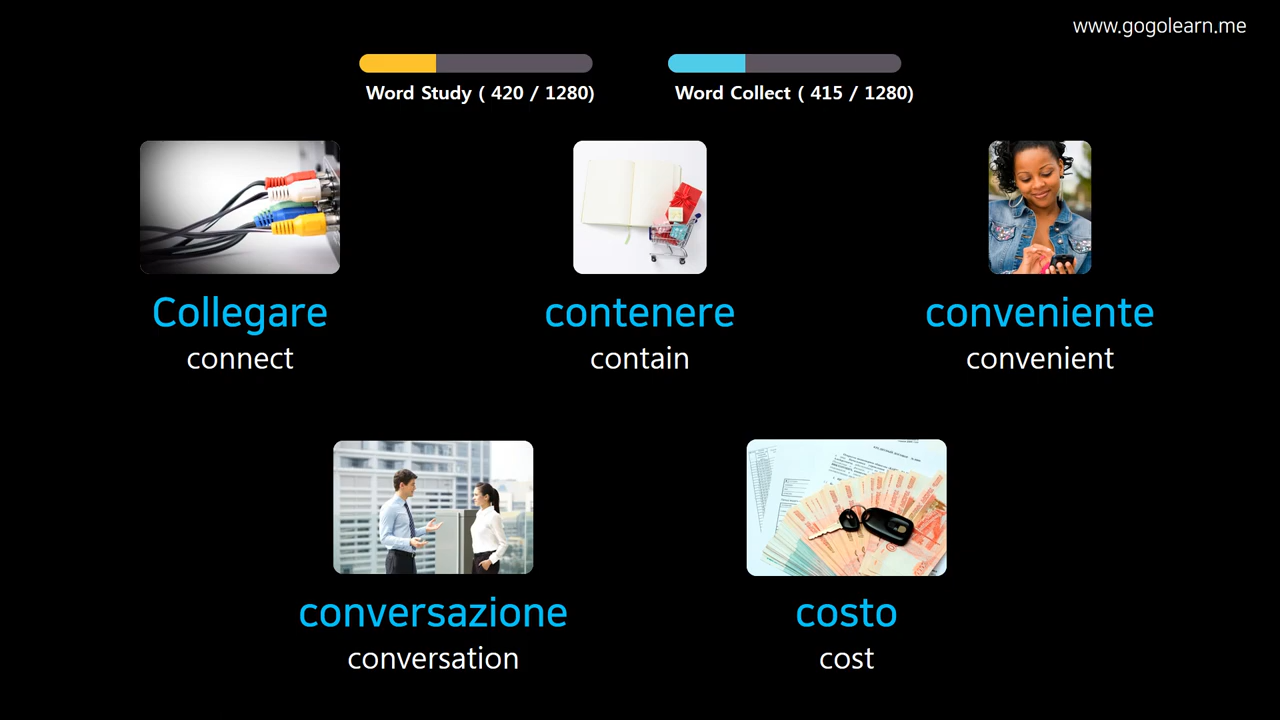 www.gogolearn.me
Word Study ( 420 / 1280)
Word Collect ( 415 / 1280)
Collegare
connect
contenere
contain
conveniente
convenient
conversazione
conversation
costo
cost